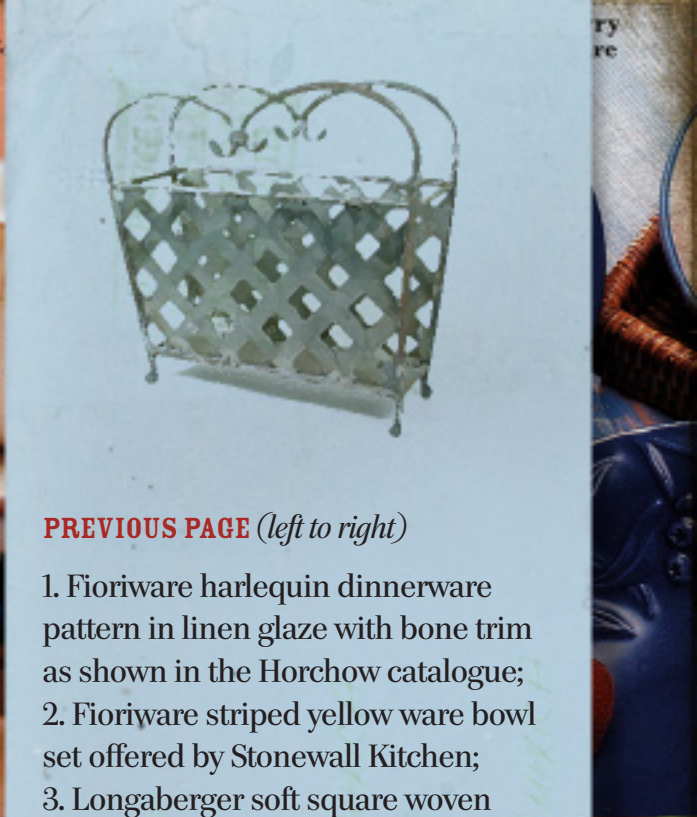 ry
re
PREVIOUS PAGE (left to right)
1. Fioriware harlequin dinnerware
pattern in linen glaze with bone trim
as shown in the Horchow catalogue;
2. Fioriware striped yellow ware bowl
set offered by Stonewall Kitchen;
3. Longaberger soft square woven